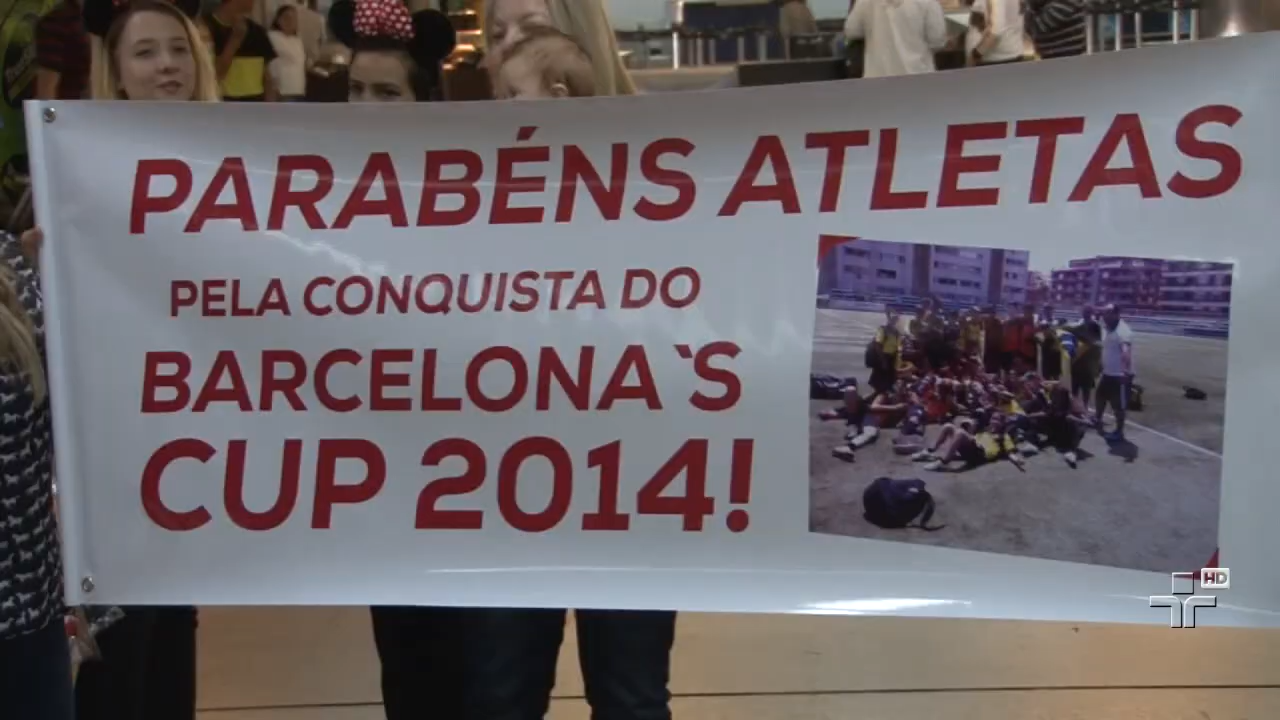 PARABÉNS ATLETAS
PELA CONQUISTA DO
BARCELONA`S
CUP 2014!
HD